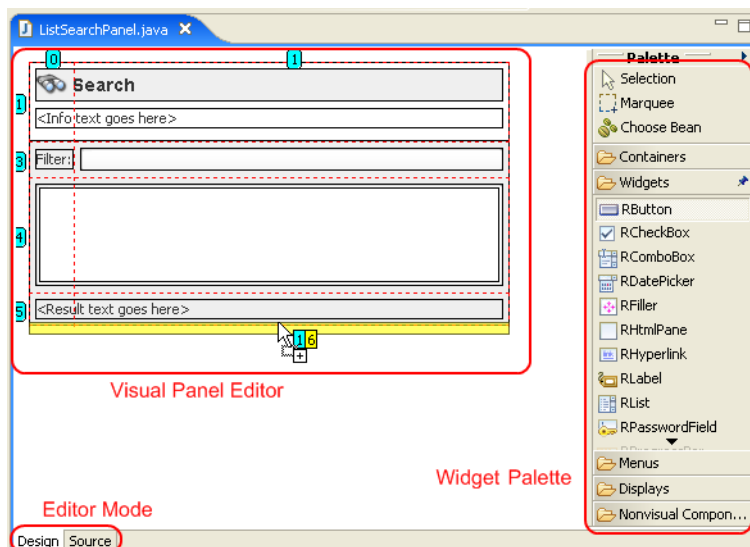 ListSearchPanel.java
0 1
Palette
Search
Selection
1
Marquee
<Info text goes here>
Choose Bean
3 Filter:
Containers
Widgets
RButton
RCheckBox
4
RComboBox
RDatePicker
5 <Result text goes here>
RFiller
1 6
RHtmlPane
RHyperlink
RLabel
Visual Panel Editor
RList
RPasswordField
Menus
Widget Palette
Displays
Editor Mode
Nonvisual Compon...
Design Source